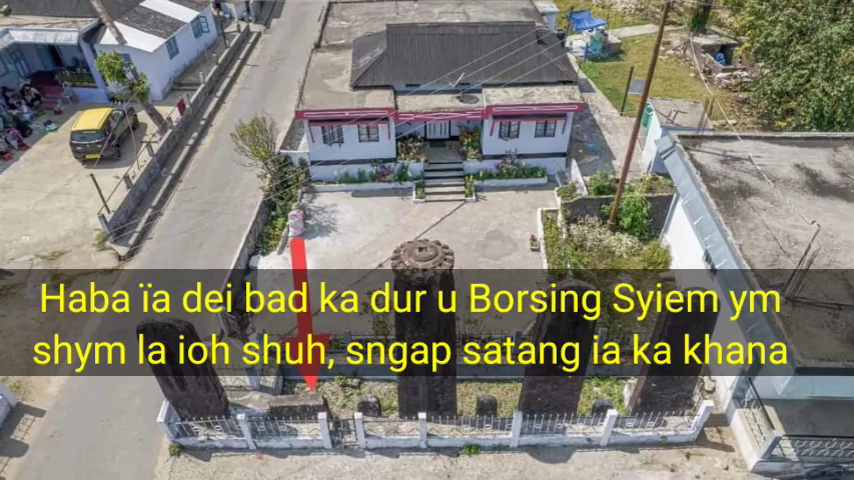 Haba ïa dei bad ka dur u Borsing Syiem ym
shym la ioh shuh, sngap satang ia ka khana